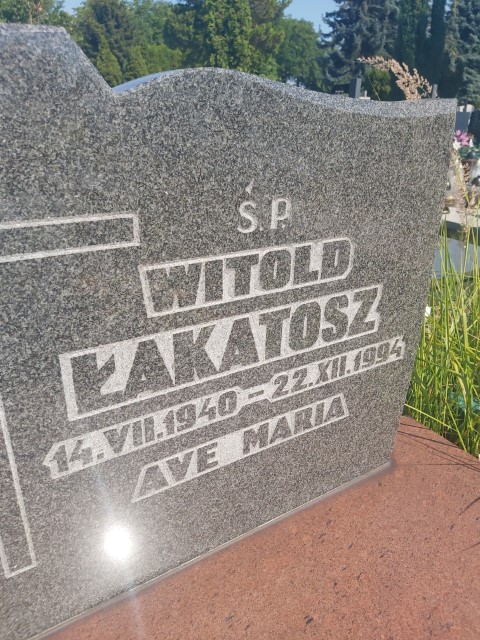 Ś.P.
WITOLD
ŁAKATOSZ
14.VII.1940-22.XII.1994
AVE MARIA